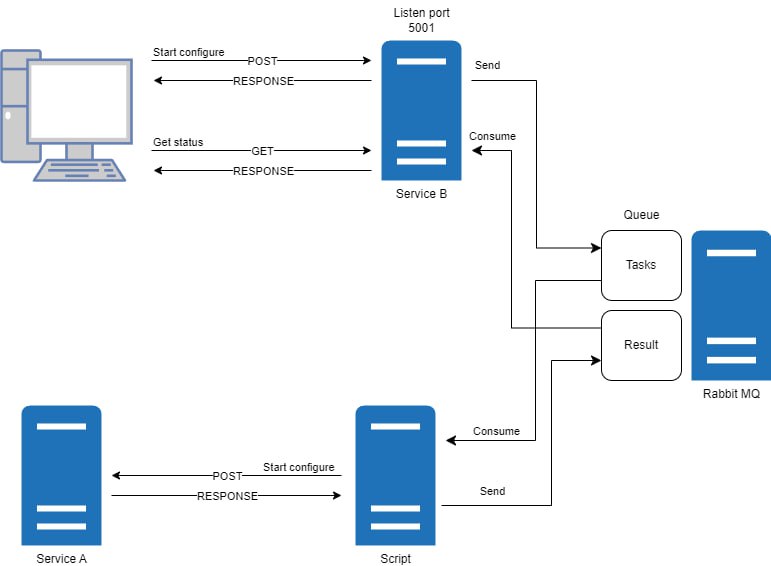 Listen port
5001
Start configure
POST
RESPONSE
Send
Get status
GET
RESPONSE
Consume
Service B
Queue
Tasks
Result
Rabbit MQ
Consume
Start configure
POST
RESPONSE
Send
Service A
Script